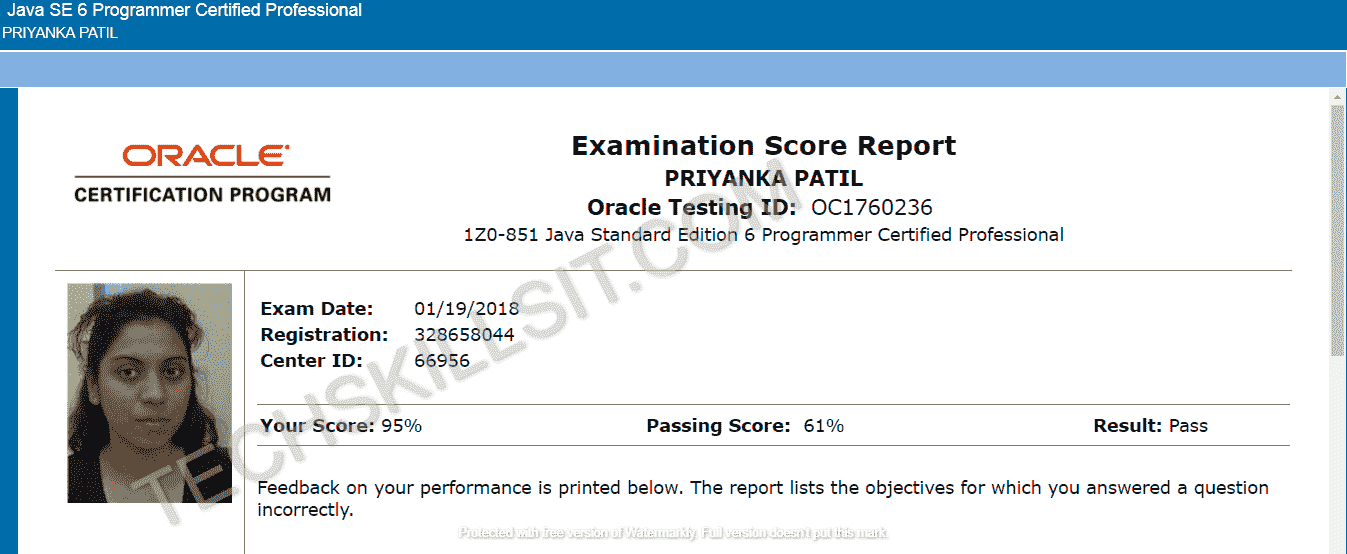 Java SE 6 Programmer Certified Professional
PRIYANKA PATIL
ORACLE
CERTIFICATION PROGRAM
Examination Score Report
PRIYANKA PATIL
Oracle Testing ID: OC1760236
1Z0-851 Java Standard Edition 6 Programmer Certified Professional
Exam Date: 01/19/2018
Registration: 328658044
Center ID: 66956
Your Score: 95% Passing Score: 61% Result: Pass
Feedback on your performance is printed below. The report lists the objectives for which you answered a question
incorrectly.
TECHSKILLSIT.COM
Protected with free version of Watermarkly. Full version doesn't put this mark.